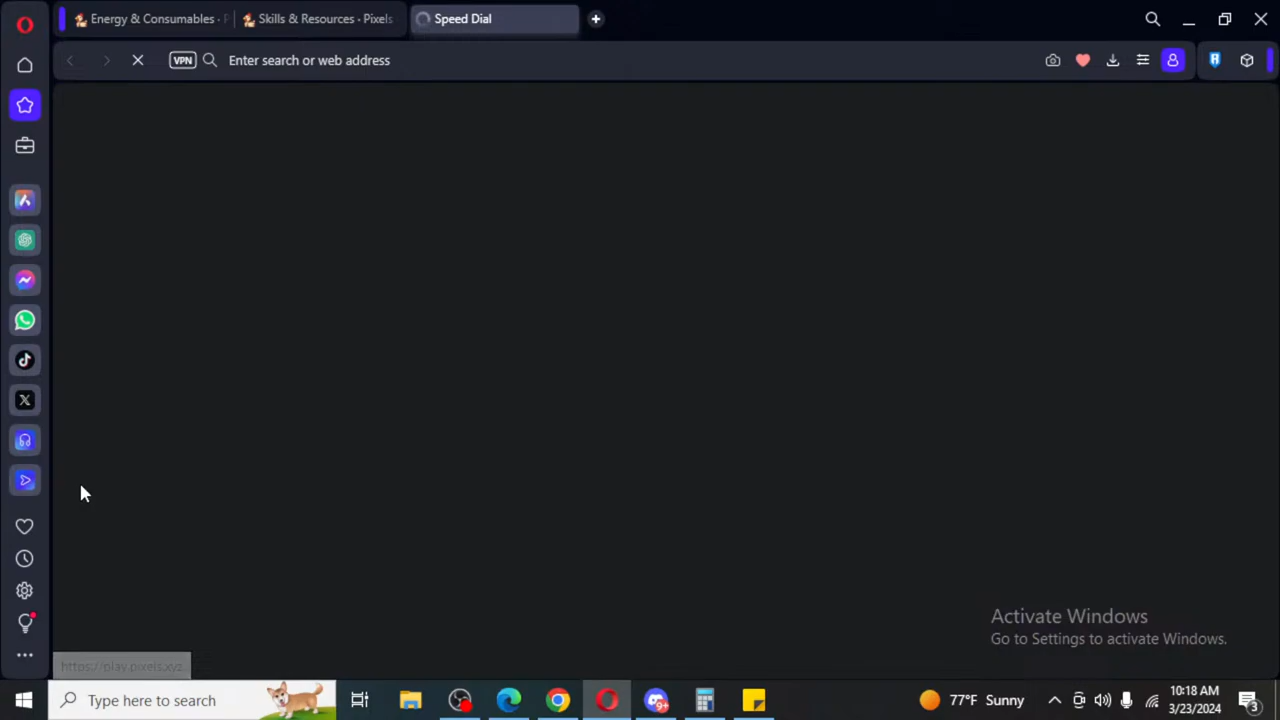 Energy & Consumables · P
Skills & Resources · Pixels
Speed Dial
VPN
Enter search or web address
Activate Windows
Go to Settings to activate Windows.
https://play.pixels.xyz
Type here to search
9+
77°F Sunny
10:18 AM
3/23/2024
3